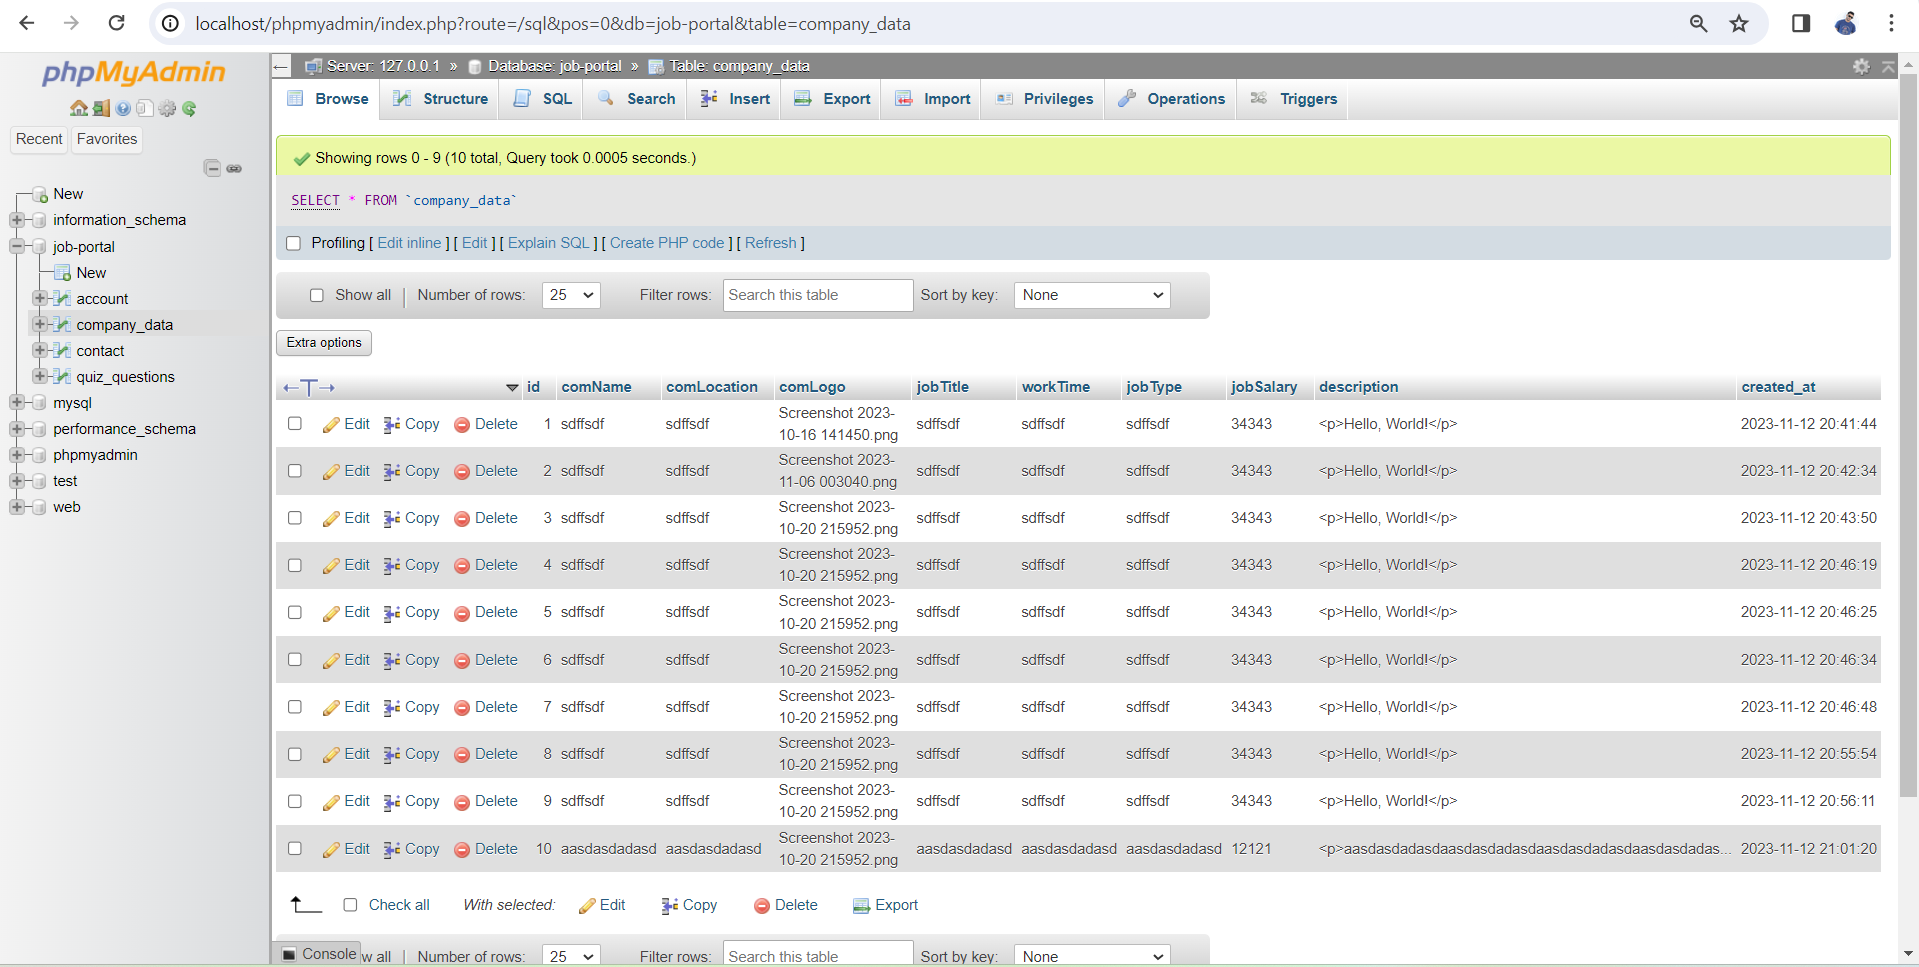 localhost/phpmyadmin/index.php?route=/sql&pos=0&db=job-portal&table=company_data
phpMyAdmin
Recent Favorites
New
information_schema
job-portal
New
account
company_data
contact
quiz_questions
mysql
performance_schema
phpmyadmin
test
web
Server: 127.0.0.1 » Database: job-portal » Table: company_data
Browse Structure SQL Search Insert Export Import Privileges Operations Triggers
Showing rows 0 - 9 (10 total, Query took 0.0005 seconds.)
SELECT * FROM `company_data`
Profiling [ Edit inline ] [ Edit ] [ Explain SQL ] [ Create PHP code ] [ Refresh ]
Show all | Number of rows: 25 Filter rows: Search this table Sort by key: None
Extra options
←T→ id comName comLocation comLogo jobTitle workTime jobType jobSalary description created_at
Edit Copy Delete 1 sdffsdf sdffsdf Screenshot 2023-10-16 141450.png sdffsdf sdffsdf sdffsdf 34343 <p>Hello, World!</p> 2023-11-12 20:41:44
Edit Copy Delete 2 sdffsdf sdffsdf Screenshot 2023-11-06 003040.png sdffsdf sdffsdf sdffsdf 34343 <p>Hello, World!</p> 2023-11-12 20:42:34
Edit Copy Delete 3 sdffsdf sdffsdf Screenshot 2023-10-20 215952.png sdffsdf sdffsdf sdffsdf 34343 <p>Hello, World!</p> 2023-11-12 20:43:50
Edit Copy Delete 4 sdffsdf sdffsdf Screenshot 2023-10-20 215952.png sdffsdf sdffsdf sdffsdf 34343 <p>Hello, World!</p> 2023-11-12 20:46:19
Edit Copy Delete 5 sdffsdf sdffsdf Screenshot 2023-10-20 215952.png sdffsdf sdffsdf sdffsdf 34343 <p>Hello, World!</p> 2023-11-12 20:46:25
Edit Copy Delete 6 sdffsdf sdffsdf Screenshot 2023-10-20 215952.png sdffsdf sdffsdf sdffsdf 34343 <p>Hello, World!</p> 2023-11-12 20:46:34
Edit Copy Delete 7 sdffsdf sdffsdf Screenshot 2023-10-20 215952.png sdffsdf sdffsdf sdffsdf 34343 <p>Hello, World!</p> 2023-11-12 20:46:48
Edit Copy Delete 8 sdffsdf sdffsdf Screenshot 2023-10-20 215952.png sdffsdf sdffsdf sdffsdf 34343 <p>Hello, World!</p> 2023-11-12 20:55:54
Edit Copy Delete 9 sdffsdf sdffsdf Screenshot 2023-10-20 215952.png sdffsdf sdffsdf sdffsdf 34343 <p>Hello, World!</p> 2023-11-12 20:56:11
Edit Copy Delete 10 aasdasdadasd aasdasdadasd Screenshot 2023-10-20 215952.png aasdasdadasd aasdasdadasd aasdasdadasd 12121 <p>aasdasdadasdaasdasdadasdaasdasdadasdaasdasdadas... 2023-11-12 21:01:20
Check all With selected: Edit Copy Delete Export
Console w all | Number of rows: 25 Filter rows: Search this table Sort by key: None